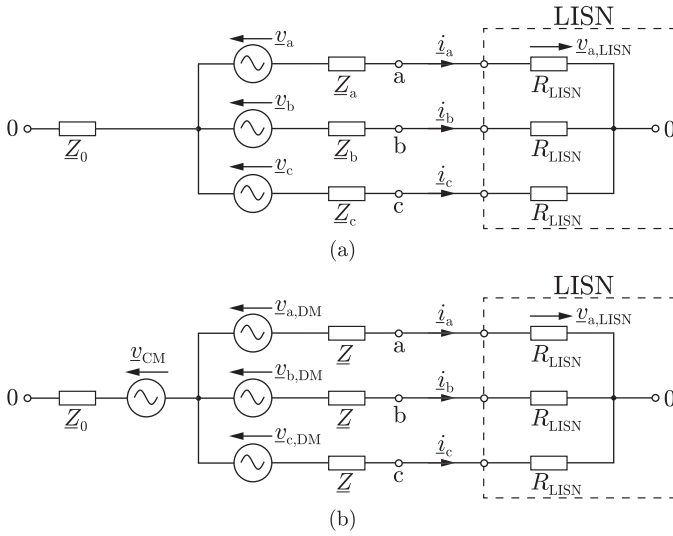 LISN
v_a i_a v_a,LISN
Z_a a R_LISN
v_b i_b
0 Z_0 Z_b b R_LISN 0
v_c i_c
Z_c c R_LISN
(a)
LISN
v_a,DM i_a v_a,LISN
Z a R_LISN
v_CM v_b,DM i_b
0 Z_0 Z b R_LISN 0
v_c,DM i_c
Z c R_LISN
(b)